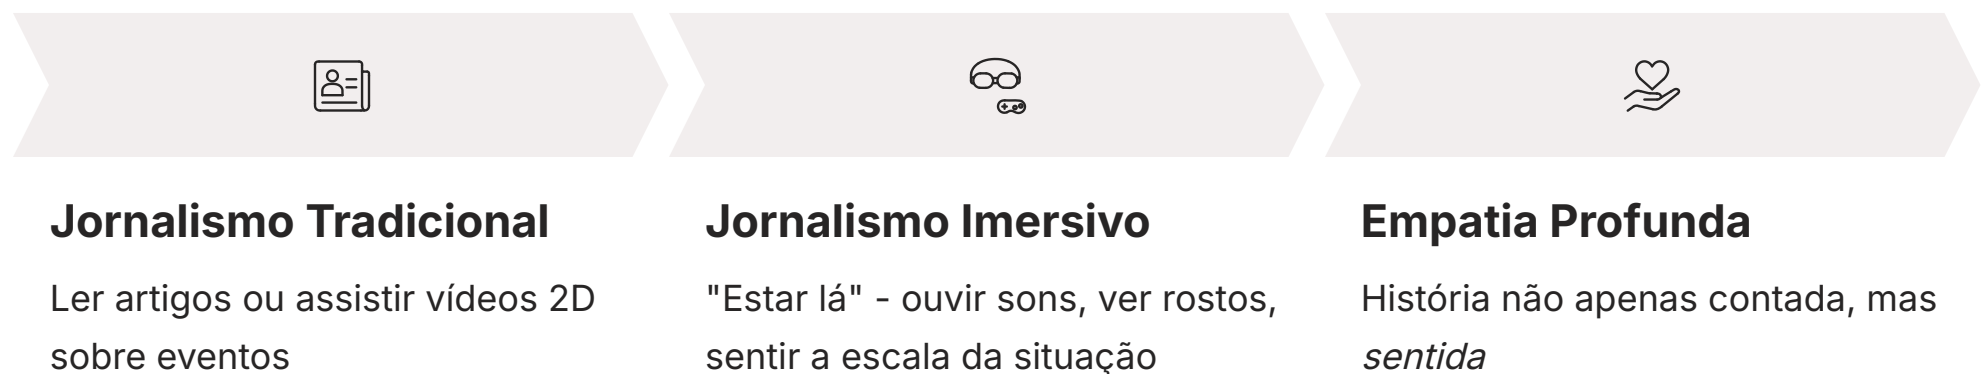 Jornalismo Tradicional
Ler artigos ou assistir vídeos 2D
sobre eventos
Jornalismo Imersivo
"Estar lá" - ouvir sons, ver rostos,
sentir a escala da situação
Empatia Profunda
História não apenas contada, mas
sentida